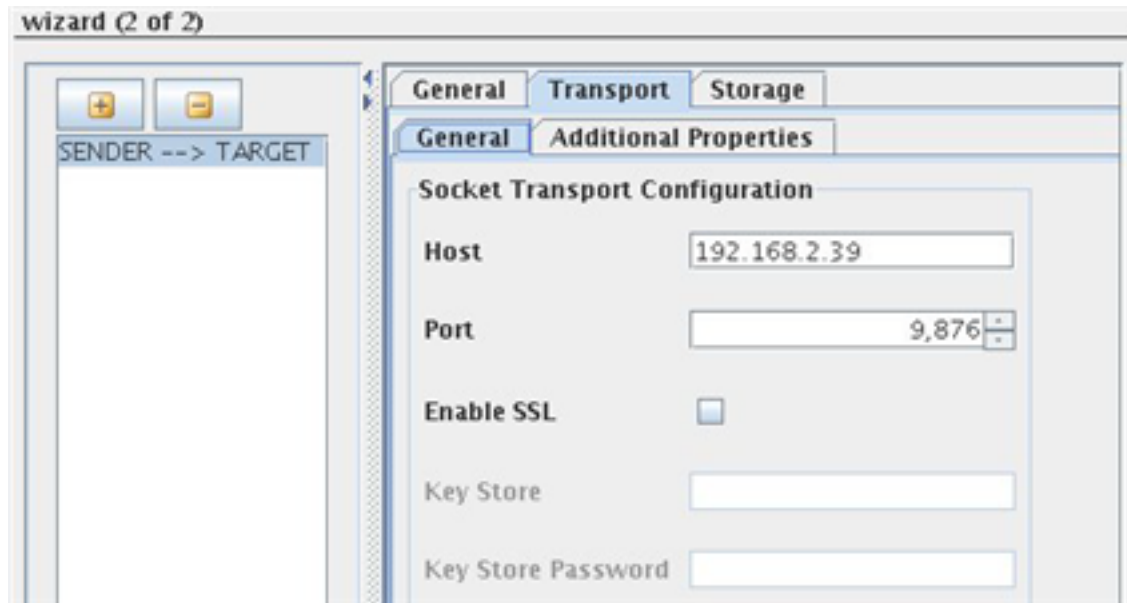 wizard (2 of 2)
SENDER --> TARGET
General Transport Storage
General Additional Properties
Socket Transport Configuration
Host 192.168.2.39
Port 9,876
Enable SSL
Key Store
Key Store Password